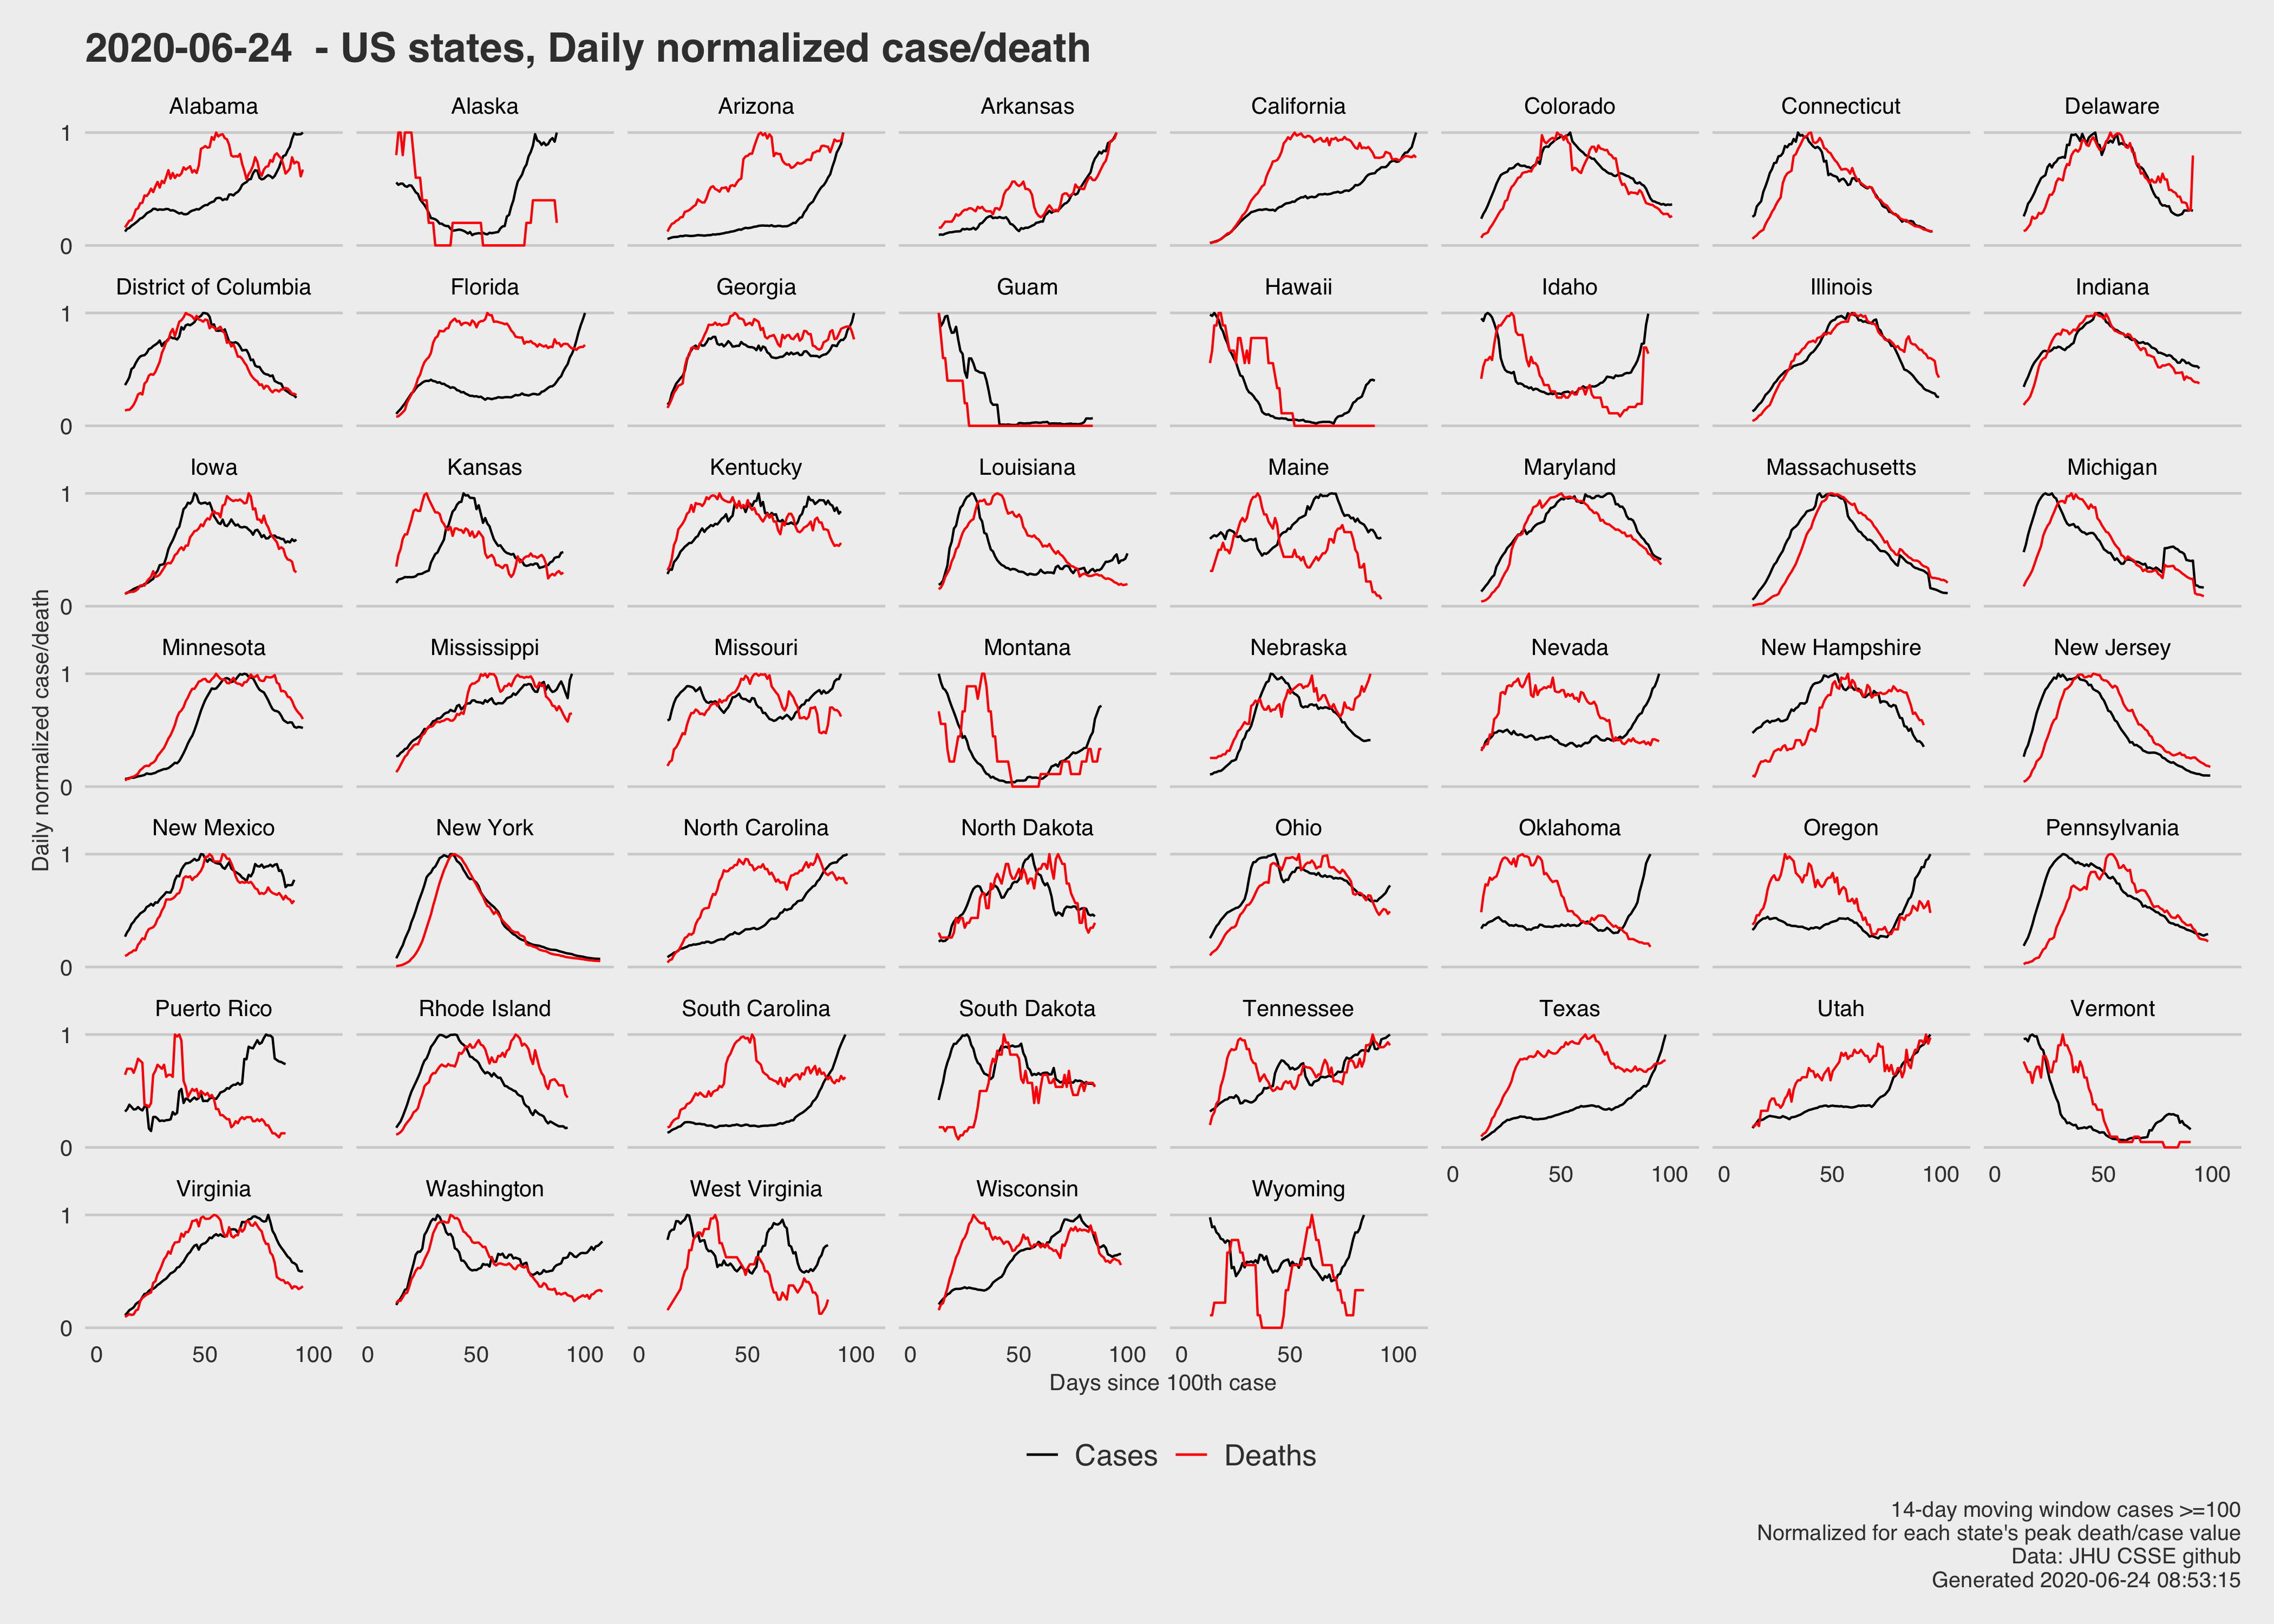 2020-06-24  - US states, Daily normalized case/death
Alabama Alaska Arizona Arkansas California Colorado Connecticut Delaware
1
0
District of Columbia Florida Georgia Guam Hawaii Idaho Illinois Indiana
1
0
Iowa Kansas Kentucky Louisiana Maine Maryland Massachusetts Michigan
1
0
Minnesota Mississippi Missouri Montana Nebraska Nevada New Hampshire New Jersey
1
0
New Mexico New York North Carolina North Dakota Ohio Oklahoma Oregon Pennsylvania
1
0
Puerto Rico Rhode Island South Carolina South Dakota Tennessee Texas Utah Vermont
1
0
0 50 100 0 50 100 0 50 100
Virginia Washington West Virginia Wisconsin Wyoming
1
0
0 50 100 0 50 100 0 50 100 0 50 100 0 50 100
Daily normalized case/death
Days since 100th case
Cases Deaths
14-day moving window cases >=100
Normalized for each state's peak death/case value
Data: JHU CSSE github
Generated 2020-06-24 08:53:15